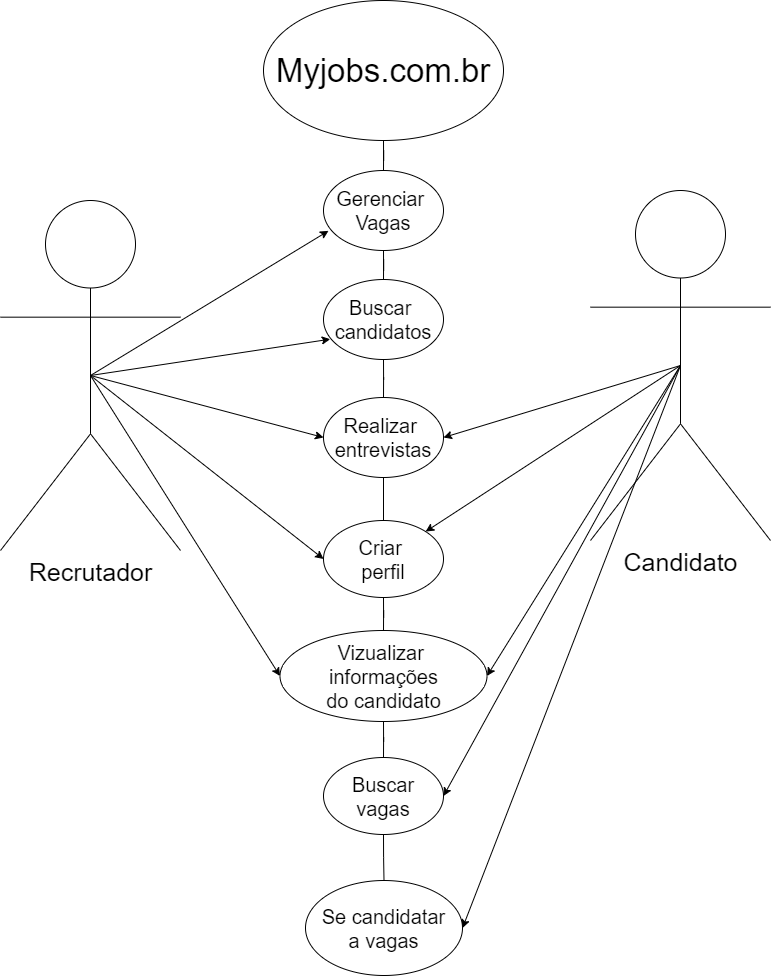 Myjobs.com.br
Gerenciar
Vagas
Buscar
candidatos
Realizar
entrevistas
Criar
perfil
Recrutador
Candidato
Vizualizar
informações
do candidato
Buscar
vagas
Se candidatar
a vagas